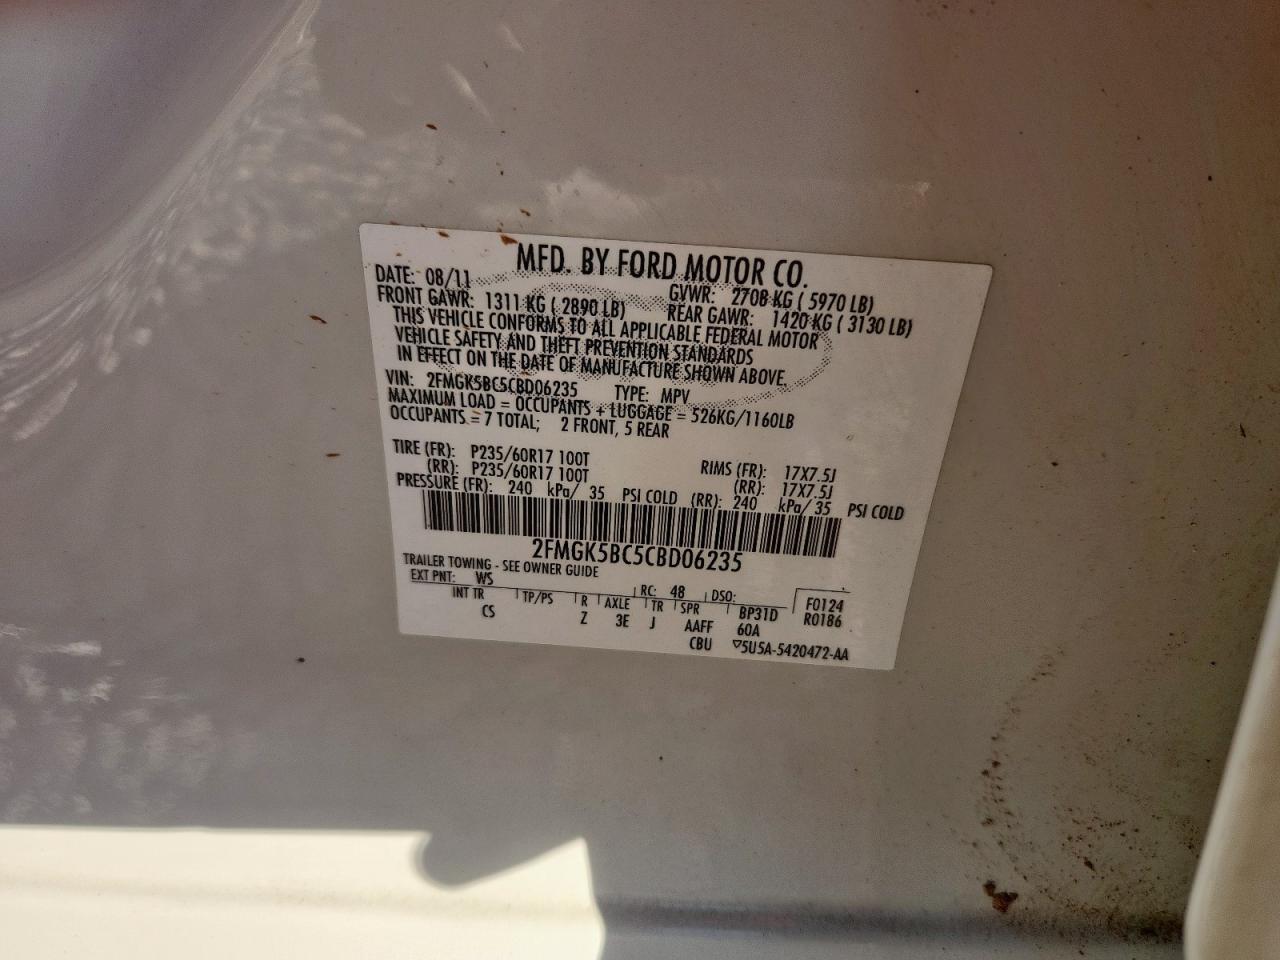 MFD. BY FORD MOTOR CO.
DATE: 08/11 GVWR: 2708 KG ( 5970 LB)
FRONT GAWR: 1311 KG ( 2890 LB) REAR GAWR: 1420 KG ( 3130 LB)
THIS VEHICLE CONFORMS TO ALL APPLICABLE FEDERAL MOTOR
VEHICLE SAFETY AND THEFT PREVENTION STANDARDS
IN EFFECT ON THE DATE OF MANUFACTURE SHOWN ABOVE.
VIN: 2FMGK5BC5CBD06235 TYPE: MPV
MAXIMUM LOAD = OCCUPANTS + LUGGAGE = 526KG/1160LB
OCCUPANTS = 7 TOTAL; 2 FRONT, 5 REAR
TIRE (FR): P235/60R17 100T RIMS (FR): 17X7.5J
(RR): P235/60R17 100T (RR): 17X7.5J
PRESSURE (FR): 240 kPa/ 35 PSI COLD (RR): 240 kPa/ 35 PSI COLD
2FMGK5BC5CBD06235
TRAILER TOWING - SEE OWNER GUIDE
EXT PNT: WS RC: 48 DSO: F0124
INT TR TP/PS R AXLE TR SPR BP31D R0186
CS Z 3E J AAFF 60A
CBU ▽5U5A-5420472-AA